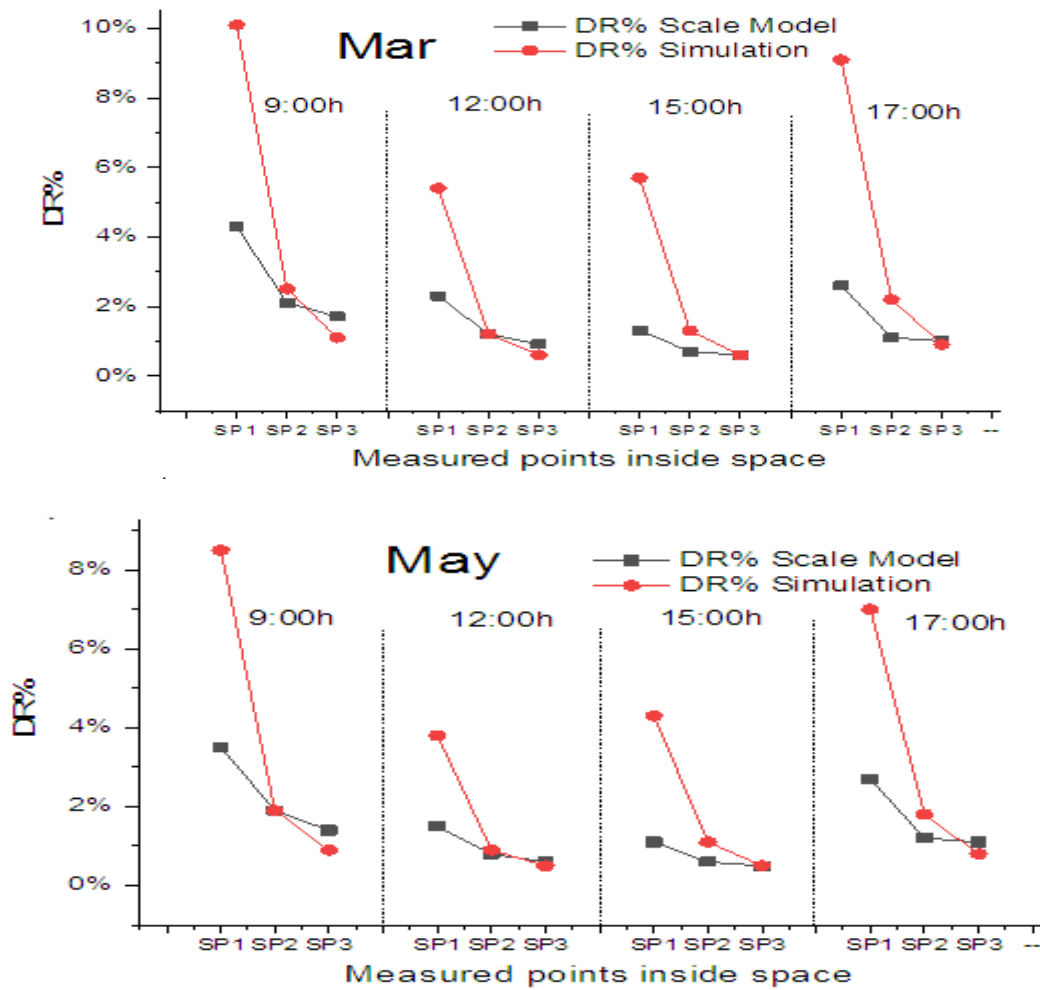 10%
Mar
DR% Scale Model
DR% Simulation
8%
9:00h
12:00h
15:00h
17:00h
6%
DR%
4%
2%
0%
SP1 SP2 SP3 SP1 SP2 SP3 SP1 SP2 SP3 SP1 SP2 SP3 --
Measured points inside space
May
DR% Scale Model
DR% Simulation
8%
9:00h
12:00h
15:00h
17:00h
6%
DR%
4%
2%
0%
SP1 SP2 SP3 SP1 SP2 SP3 SP1 SP2 SP3 SP1 SP2 SP3 --
Measured points inside space